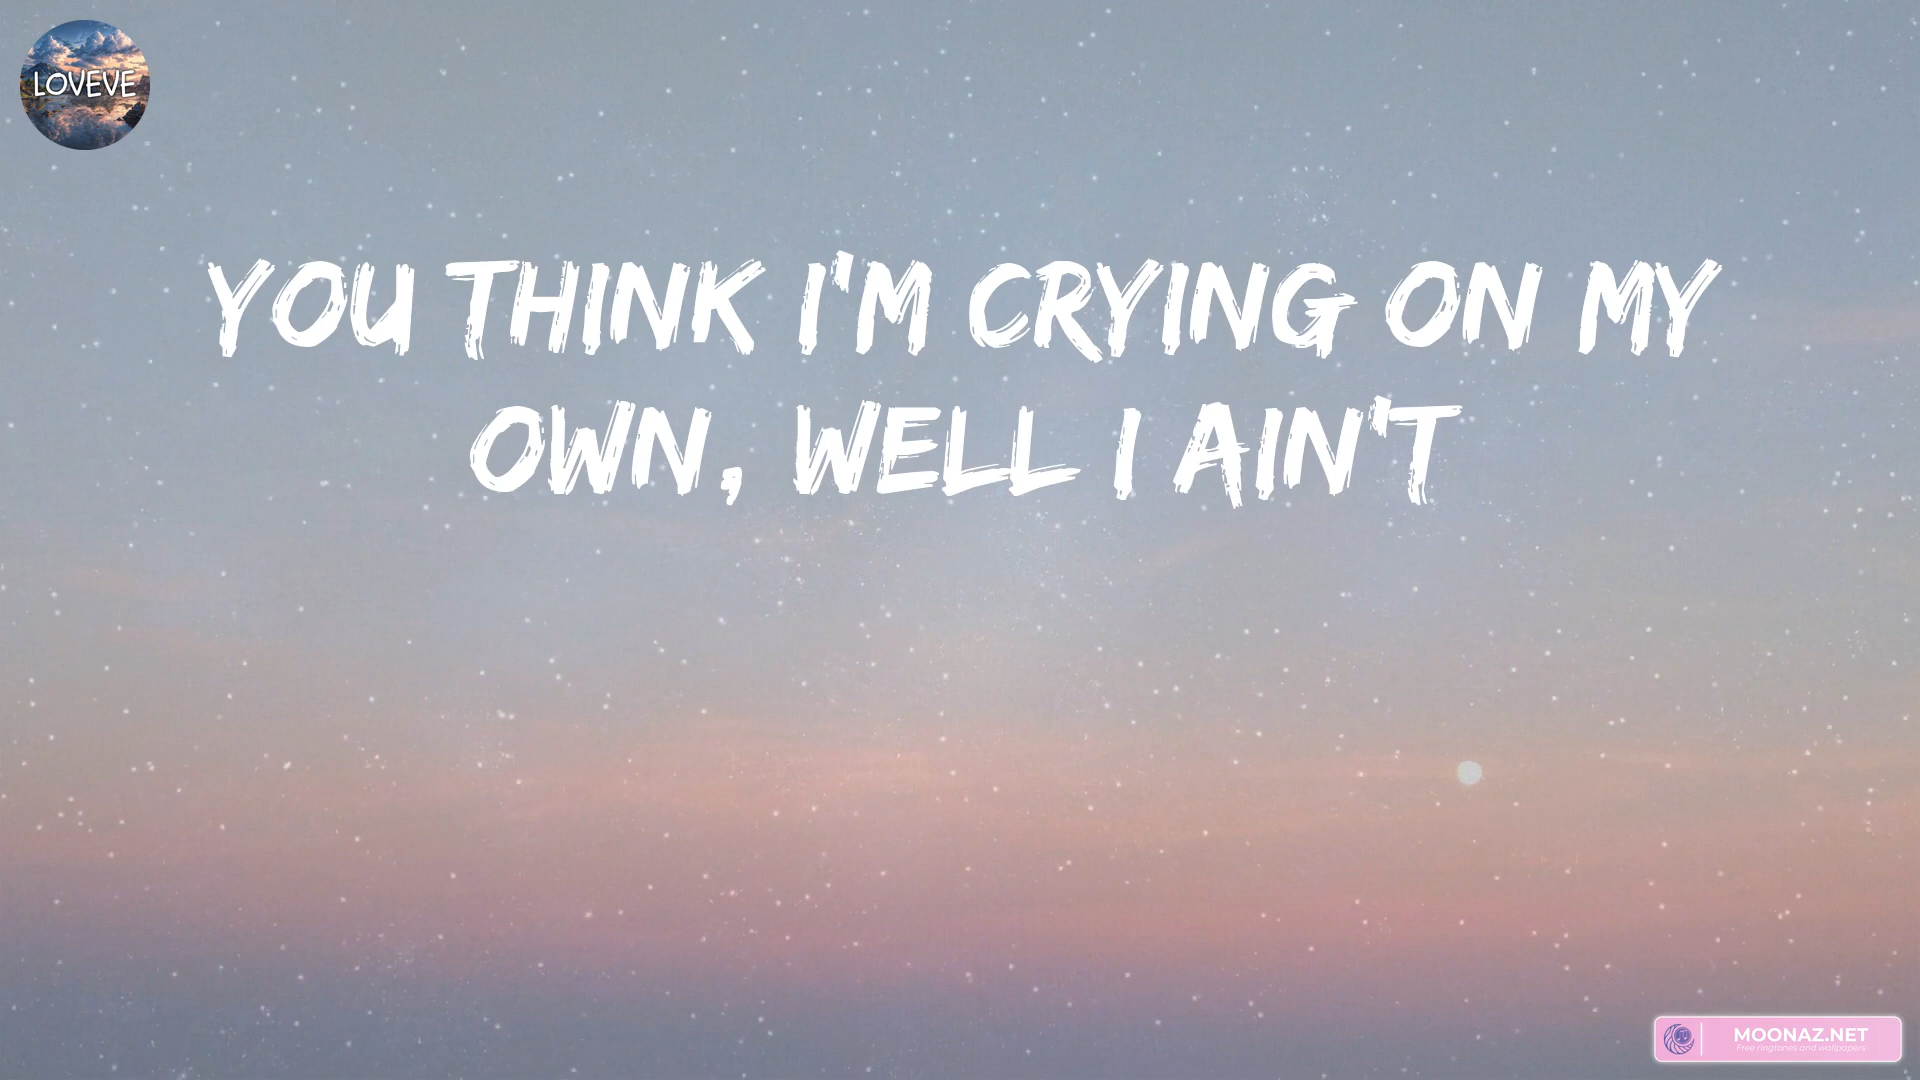 LOVEVE
YOU THINK I'M CRYING ON MY
OWN, WELL I AIN'T
MOONAZ.NET
Free ringtones and wallpapers